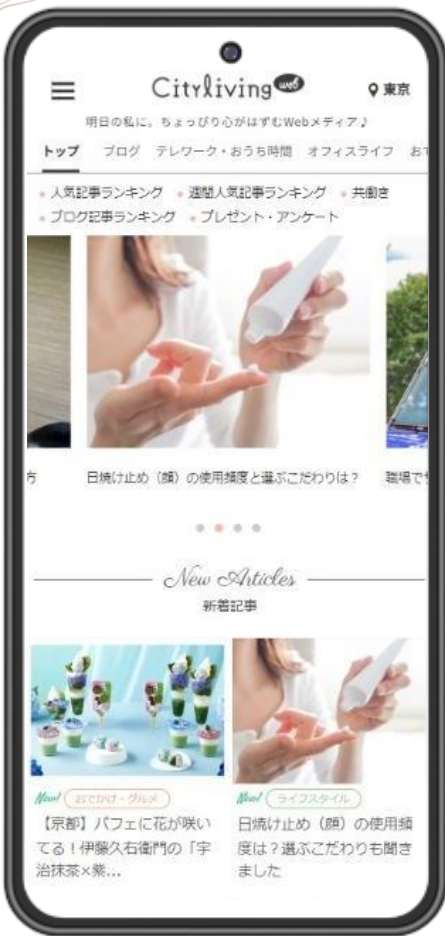 Cityliving web
東京
明日の私に。ちょっぴり心がはずむWebメディア♪
トップ ブログ テレワーク・おうち時間 オフィスライフ おで
人気記事ランキング 週間人気記事ランキング 共働き
ブログ記事ランキング プレゼント・アンケート
方 日焼け止め（顔）の使用頻度と選ぶこだわりは？ 職場で
New Articles
新着記事
New! おでかけ・グルメ
【京都】パフェに花が咲い
てる！伊藤久右衛門の「宇
治抹茶×紫...
New! ライフスタイル
日焼け止め（顔）の使用頻
度は？選ぶこだわりも聞き
ました